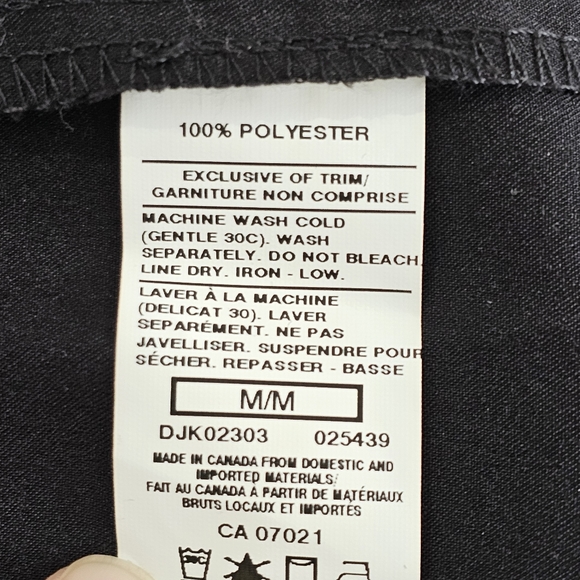 100% POLYESTER
EXCLUSIVE OF TRIM/
GARNITURE NON COMPRISE
MACHINE WASH COLD
(GENTLE 30C). WASH
SEPARATELY. DO NOT BLEACH.
LINE DRY. IRON - LOW.
LAVER À LA MACHINE
(DELICAT 30). LAVER
SEPARÉMENT. NE PAS
JAVELLISER. SUSPENDRE POUR
SÉCHER. REPASSER - BASSE
M/M
DJK02303 025439
MADE IN CANADA FROM DOMESTIC AND
IMPORTED MATERIALS/
FAIT AU CANADA À PARTIR DE MATÉRIAUX
BRUTS LOCAUX ET IMPORTÉS
CA 07021
30C